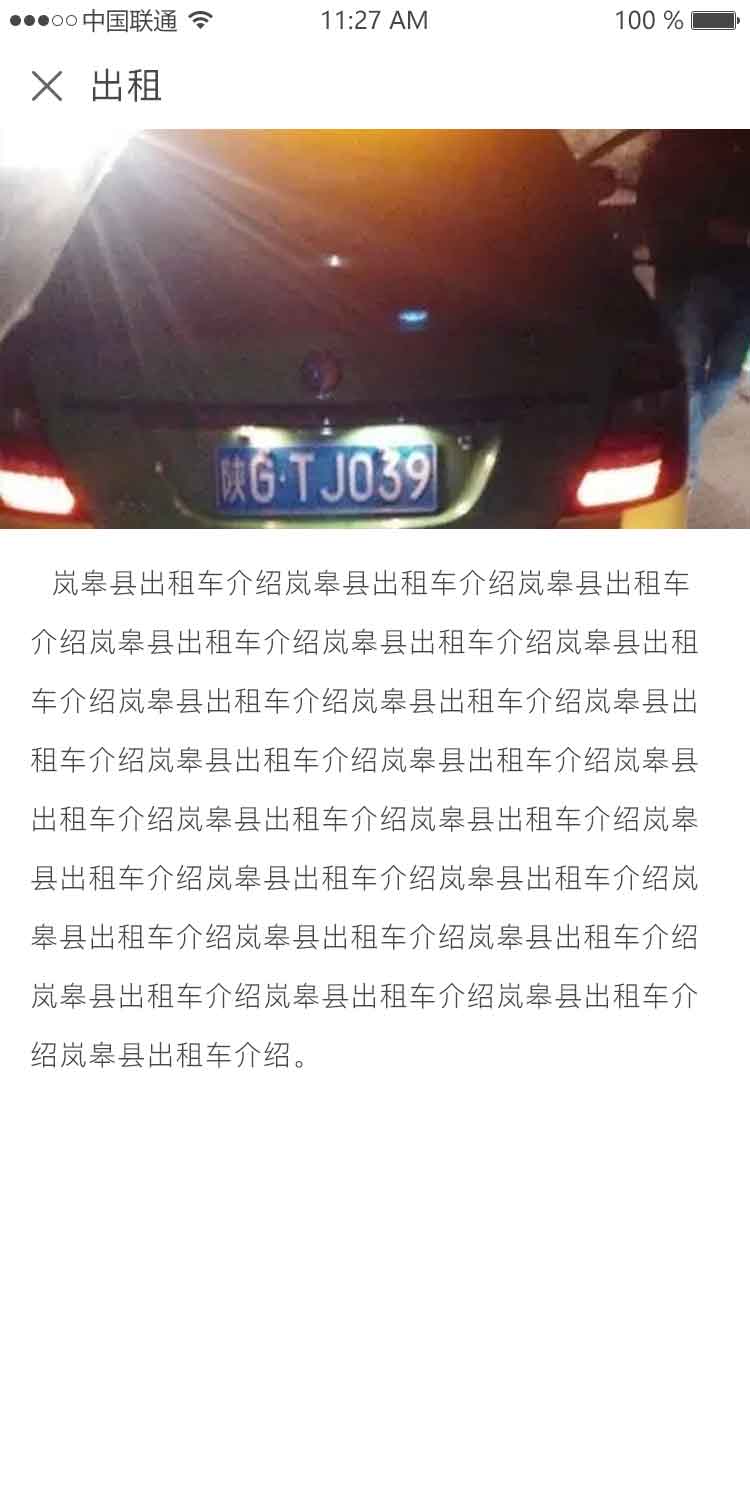 中国联通 11:27 AM 100 %
出租
陕G·TJ039
岚皋县出租车介绍岚皋县出租车介绍岚皋县出租车
介绍岚皋县出租车介绍岚皋县出租车介绍岚皋县出租
车介绍岚皋县出租车介绍岚皋县出租车介绍岚皋县出
租车介绍岚皋县出租车介绍岚皋县出租车介绍岚皋县
出租车介绍岚皋县出租车介绍岚皋县出租车介绍岚皋
县出租车介绍岚皋县出租车介绍岚皋县出租车介绍岚
皋县出租车介绍岚皋县出租车介绍岚皋县出租车介绍
岚皋县出租车介绍岚皋县出租车介绍岚皋县出租车介
绍岚皋县出租车介绍。